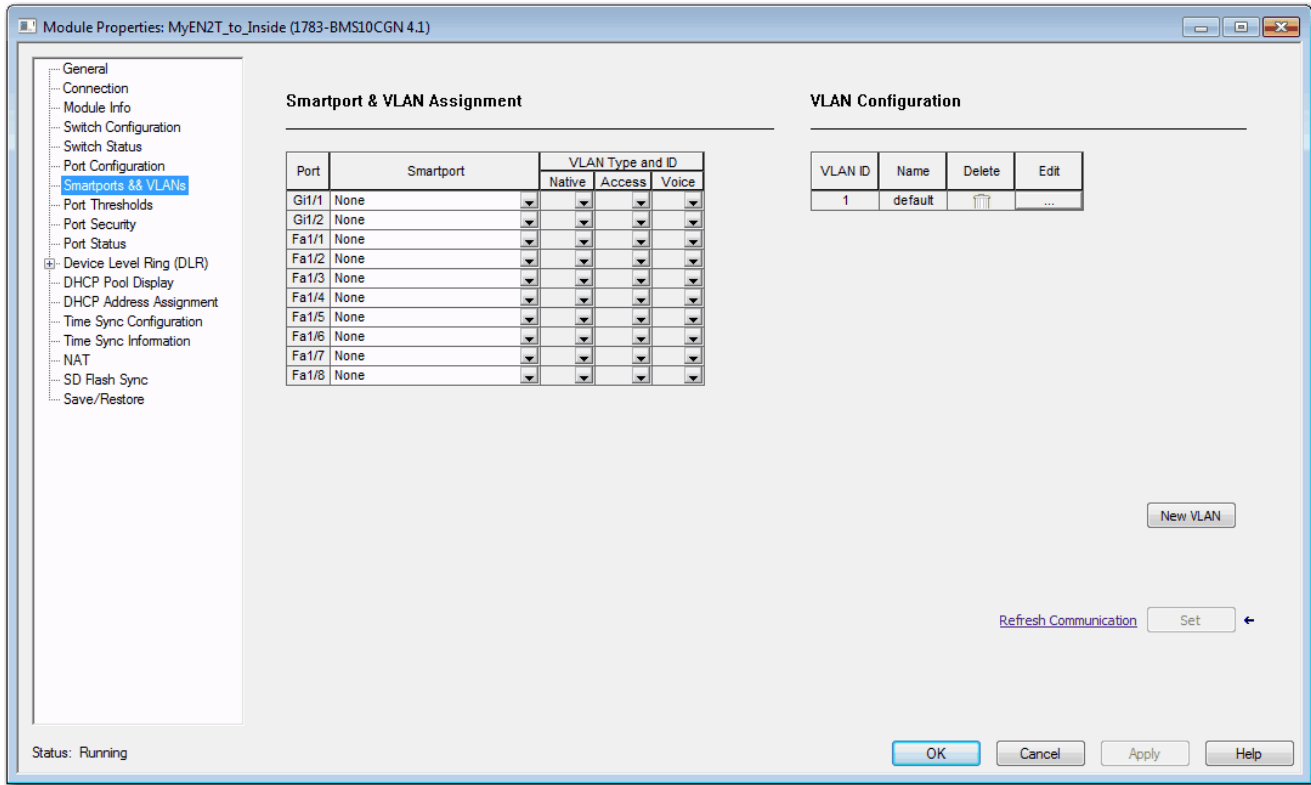 Module Properties: MyEN2T_to_Inside (1783-BMS10CGN 4.1)
General
Connection
Module Info
Switch Configuration
Switch Status
Port Configuration
Smartports && VLANs
Port Thresholds
Port Security
Port Status
Device Level Ring (DLR)
DHCP Pool Display
DHCP Address Assignment
Time Sync Configuration
Time Sync Information
NAT
SD Flash Sync
Save/Restore
Smartport & VLAN Assignment
Port Smartport VLAN Type and ID
Native Access Voice
Gi1/1 None
Gi1/2 None
Fa1/1 None
Fa1/2 None
Fa1/3 None
Fa1/4 None
Fa1/5 None
Fa1/6 None
Fa1/7 None
Fa1/8 None
VLAN Configuration
VLAN ID Name Delete Edit
1 default ...
New VLAN
Refresh Communication Set
Status: Running
OK Cancel Apply Help